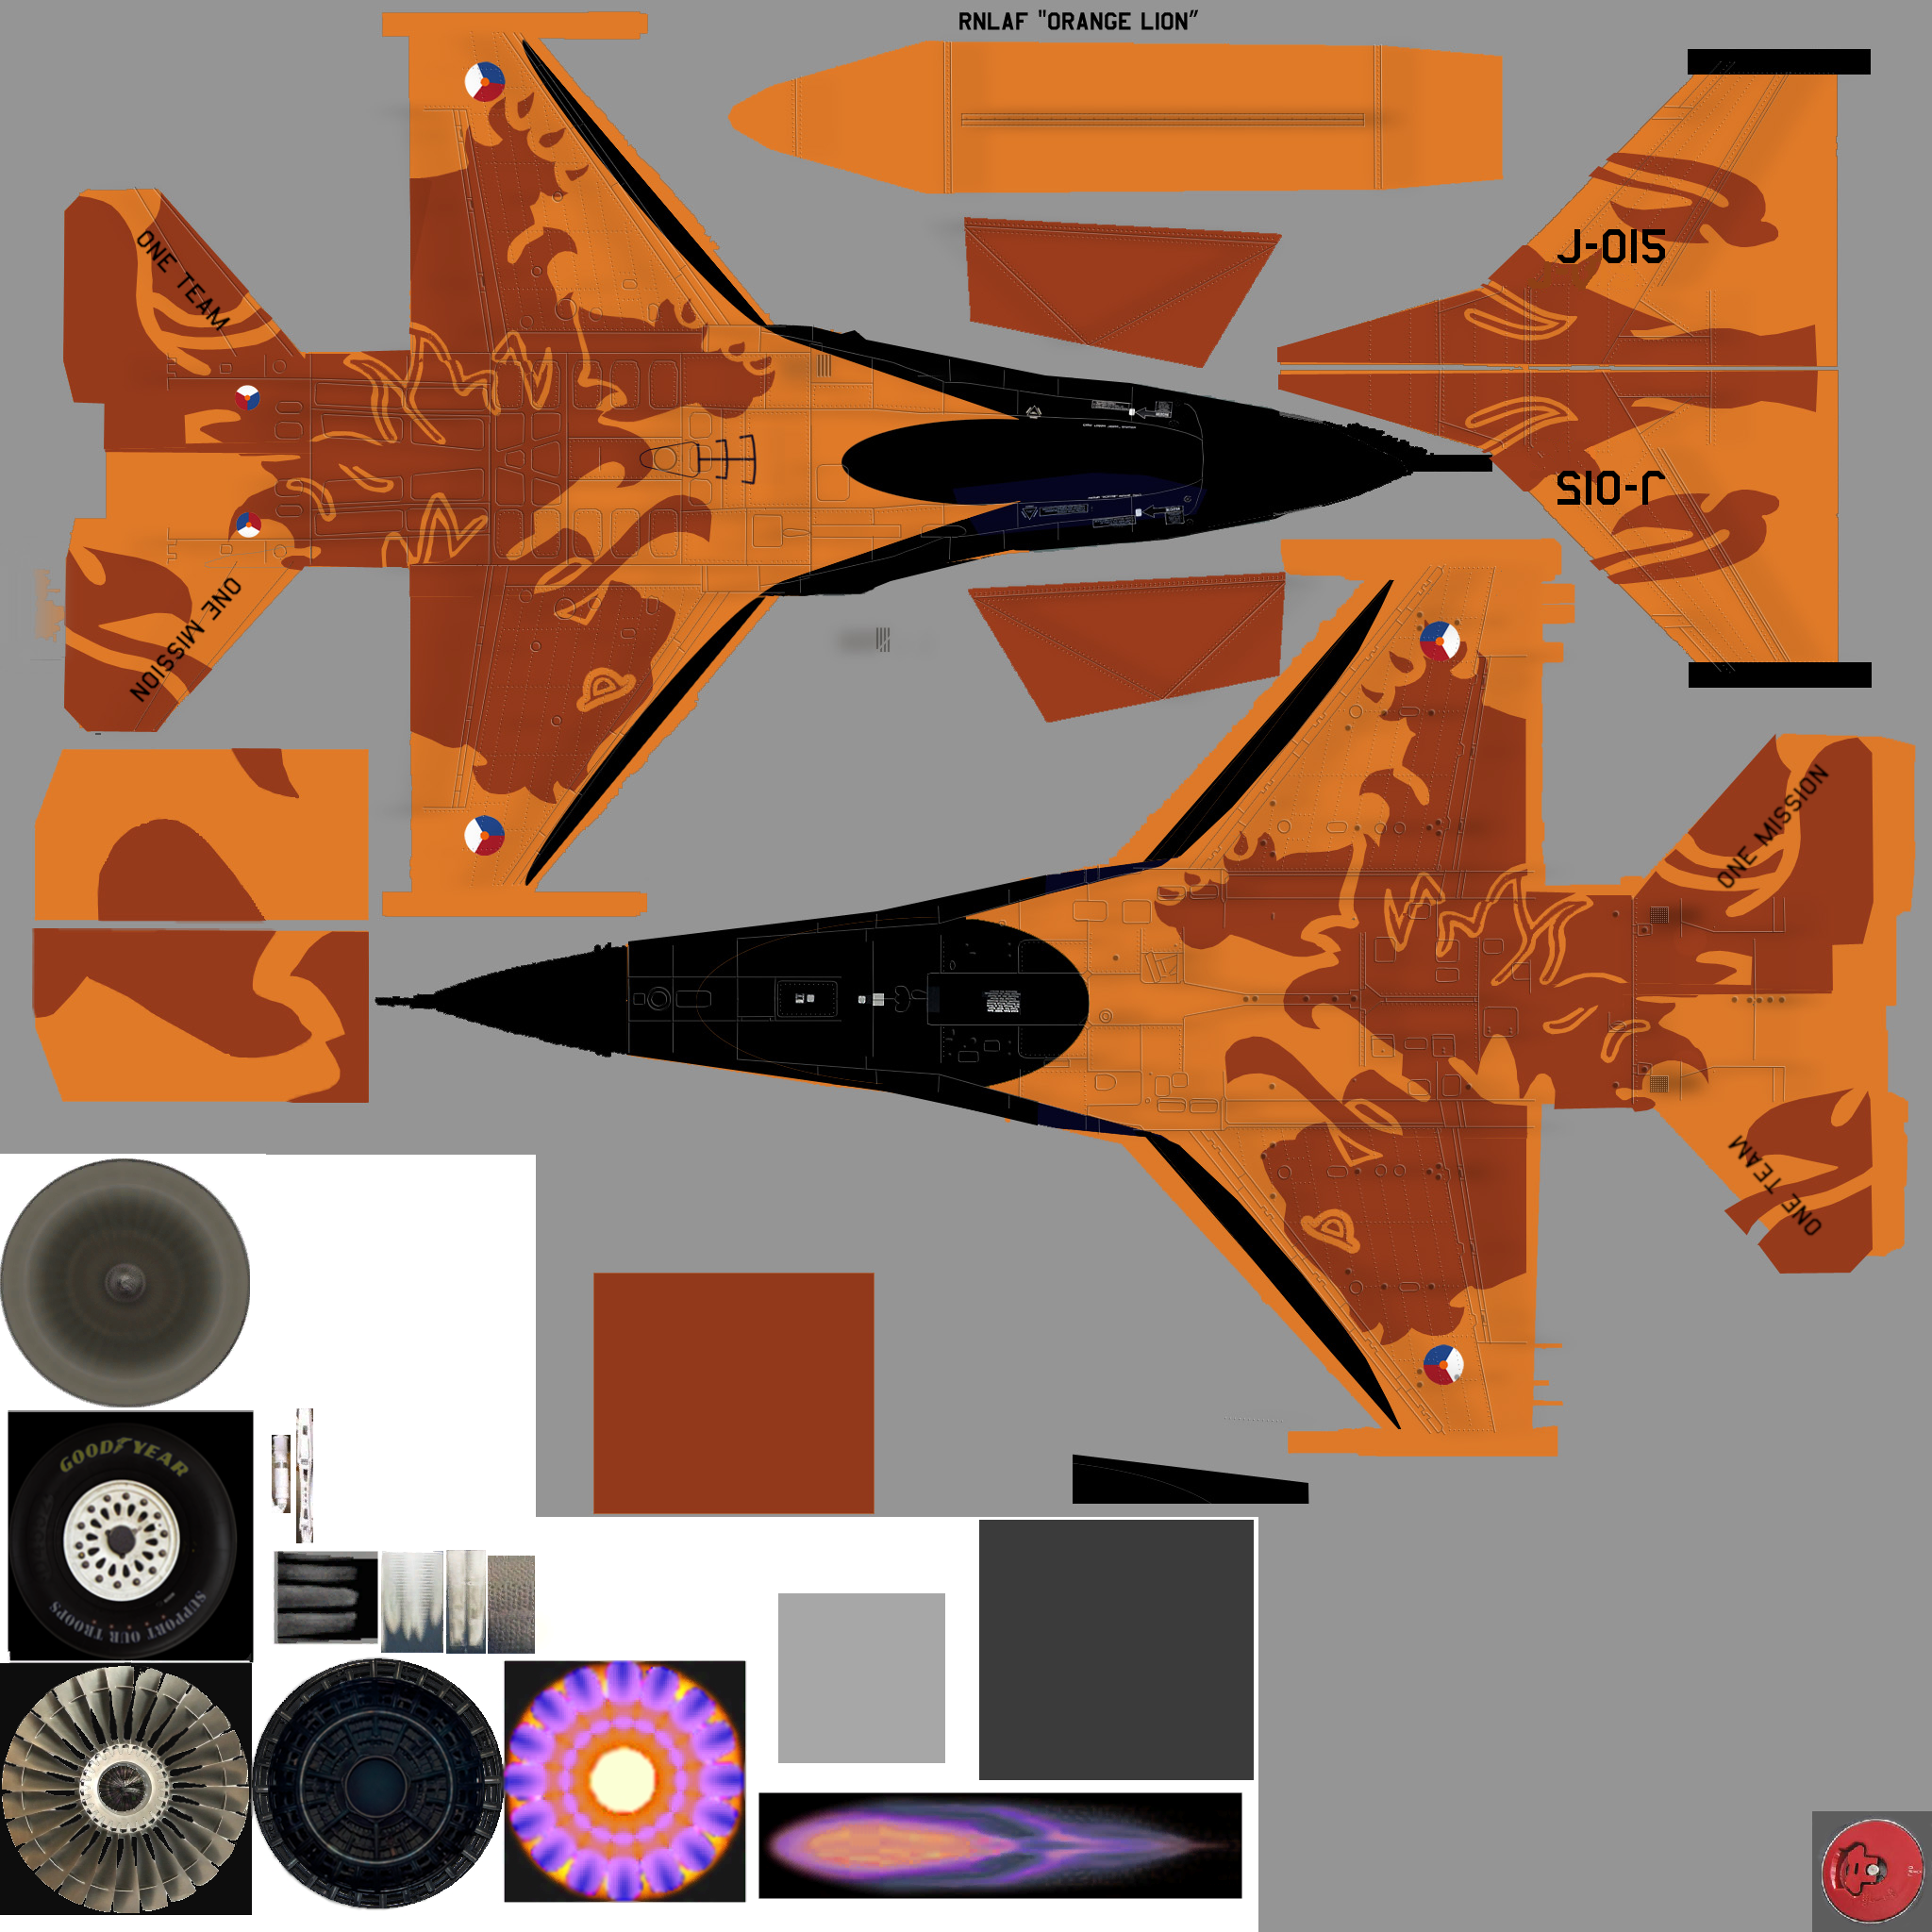 RNLAF "ORANGE LION"
J-015
ONE TEAM
J-015
ONE MISSION
ONE MISSION
ONE TEAM
GOODYEAR
SUPPORT OUR TROOPS